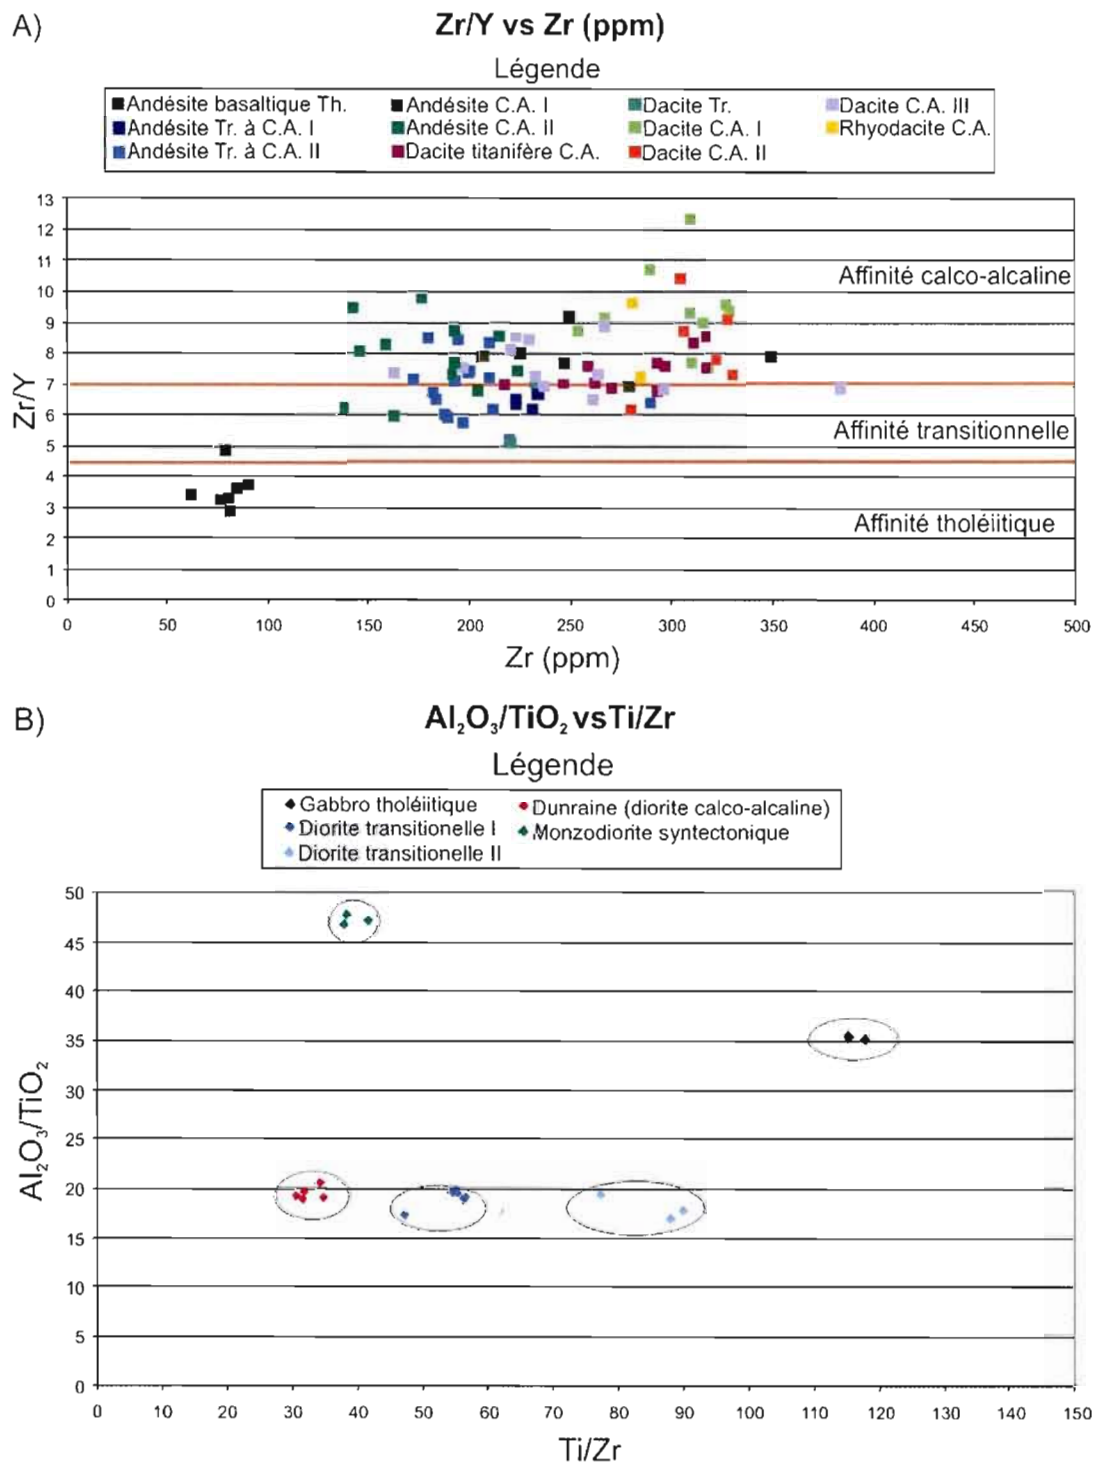 A)
Zr/Y vs Zr (ppm)
Légende
Andésite basaltique Th. Andésite C.A. I Dacite Tr. Dacite C.A. III
Andésite Tr. à C.A. I Andésite C.A. II Dacite C.A. I Rhyodacite C.A.
Andésite Tr. à C.A. II Dacite titanifère C.A. Dacite C.A. II
13
12
11
Affinité calco-alcaline
10
9
8
7
Zr/Y
6
Affinité transitionnelle
5
4
3
Affinité tholéiitique
2
1
0
0 50 100 150 200 250 300 350 400 450 500
Zr (ppm)
B)
Al₂O₃/TiO₂ vsTi/Zr
Légende
Gabbro tholéiitique Dunraine (diorite calco-alcaline)
Diorite transitionelle I Monzodiorite syntectonique
Diorite transitionelle II
50
45
40
35
30
25
Al₂O₃/TiO₂
20
15
10
5
0
0 10 20 30 40 50 60 70 80 90 100 110 120 130 140 150
Ti/Zr